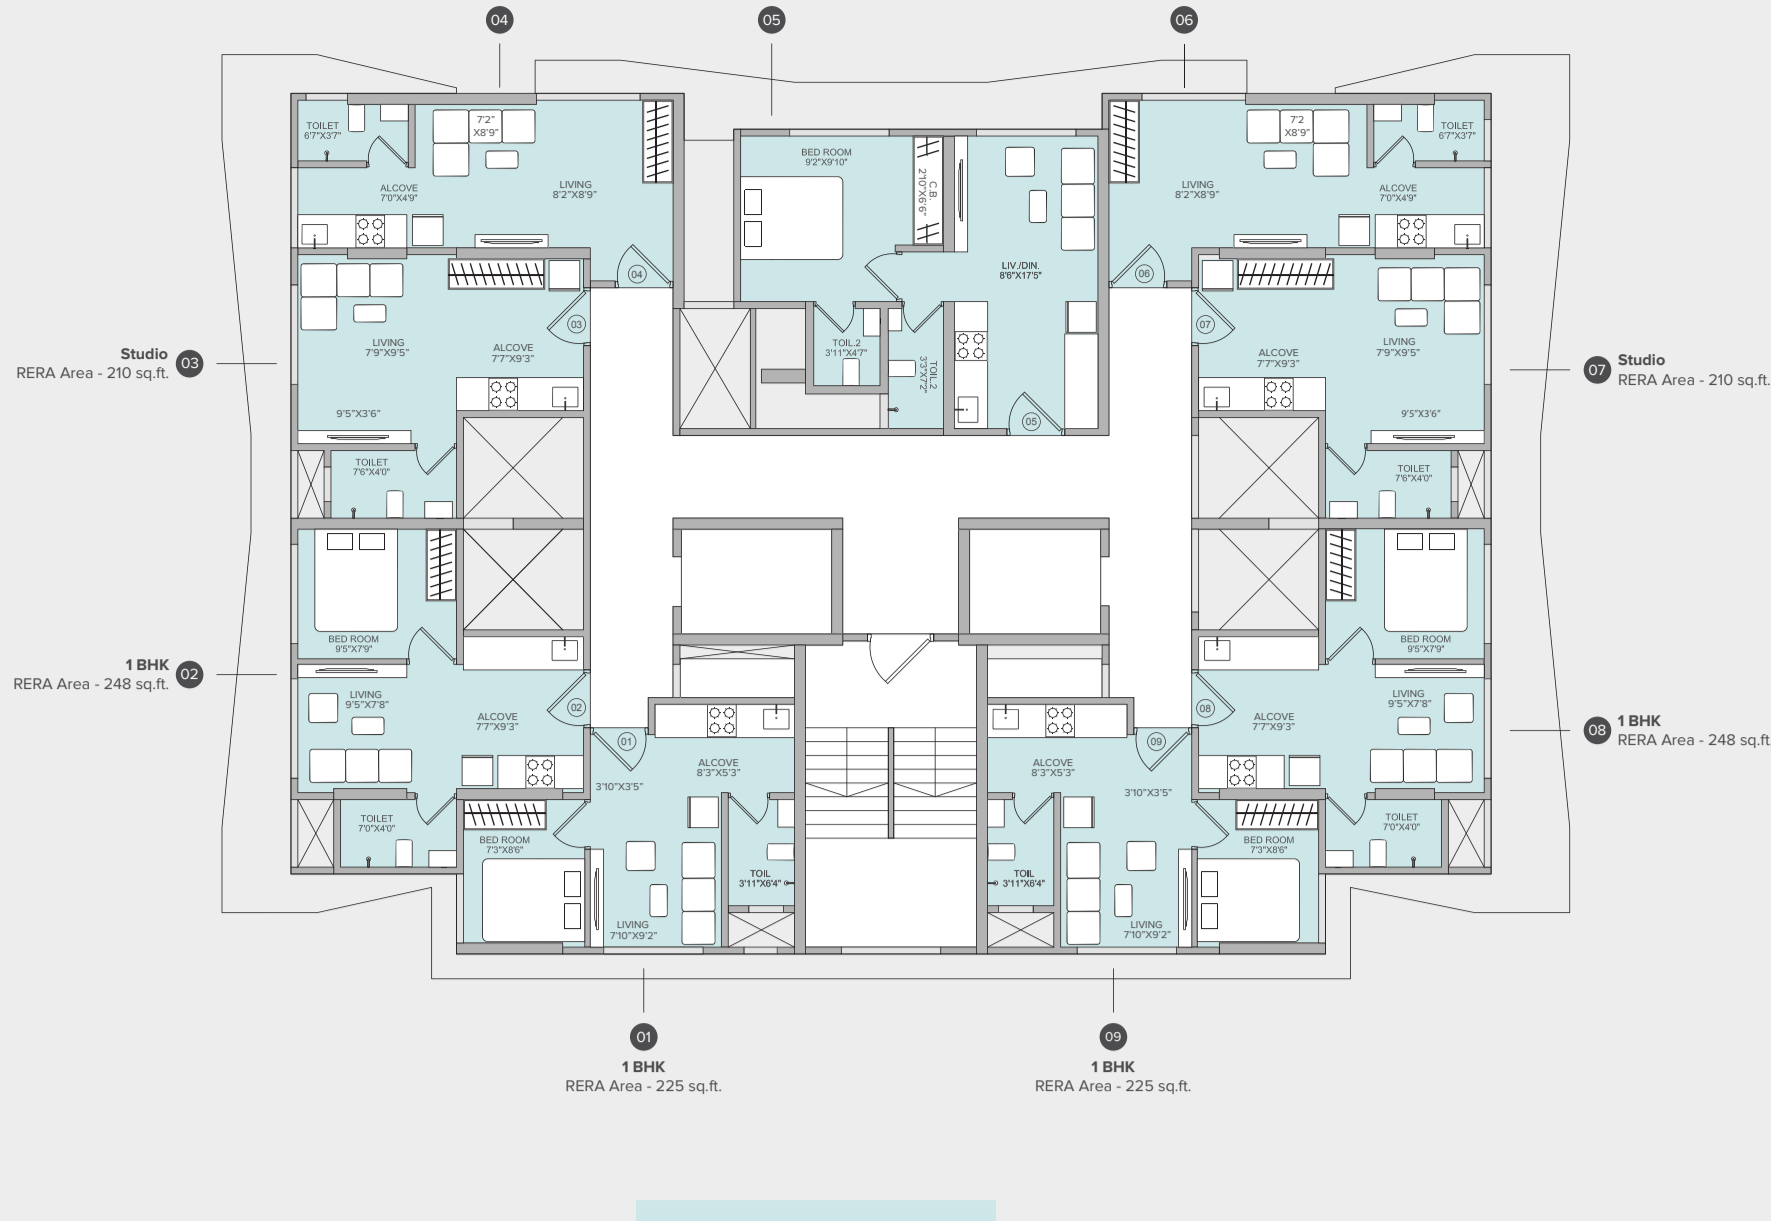 04
05
06
TOILET
6'7"X3'7"
7'2"
X8'9"
ALCOVE
7'0"X4'9"
LIVING
8'2"X8'9"
04
BED ROOM
9'2"X9'10"
C.B.
2'10"X6'6"
LIV./DIN.
8'6"X17'5"
TOIL.2
3'11"X4'7"
TOIL.2
3'3"X7'2"
05
7'2
X8'9"
TOILET
6'7"X3'7"
LIVING
8'2"X8'9"
ALCOVE
7'0"X4'9"
06
Studio
RERA Area - 210 sq.ft.
03
03
LIVING
7'9"X9'5"
ALCOVE
7'7"X9'3"
9'5"X3'6"
TOILET
7'6"X4'0"
07
ALCOVE
7'7"X9'3"
LIVING
7'9"X9'5"
9'5"X3'6"
TOILET
7'6"X4'0"
07
Studio
RERA Area - 210 sq.ft.
1 BHK
RERA Area - 248 sq.ft.
02
BED ROOM
9'5"X7'9"
LIVING
9'5"X7'8"
ALCOVE
7'7"X9'3"
02
TOILET
7'0"X4'0"
01
3'10"X3'5"
ALCOVE
8'3"X5'3"
BED ROOM
7'3"X8'6"
TOIL
3'11"X6'4"
LIVING
7'10"X9'2"
ALCOVE
8'3"X5'3"
09
3'10"X3'5"
TOIL
3'11"X6'4"
LIVING
7'10"X9'2"
BED ROOM
7'3"X8'6"
BED ROOM
9'5"X7'9"
08
ALCOVE
7'7"X9'3"
LIVING
9'5"X7'8"
TOILET
7'0"X4'0"
08
1 BHK
RERA Area - 248 sq.ft.
01
1 BHK
RERA Area - 225 sq.ft.
09
1 BHK
RERA Area - 225 sq.ft.